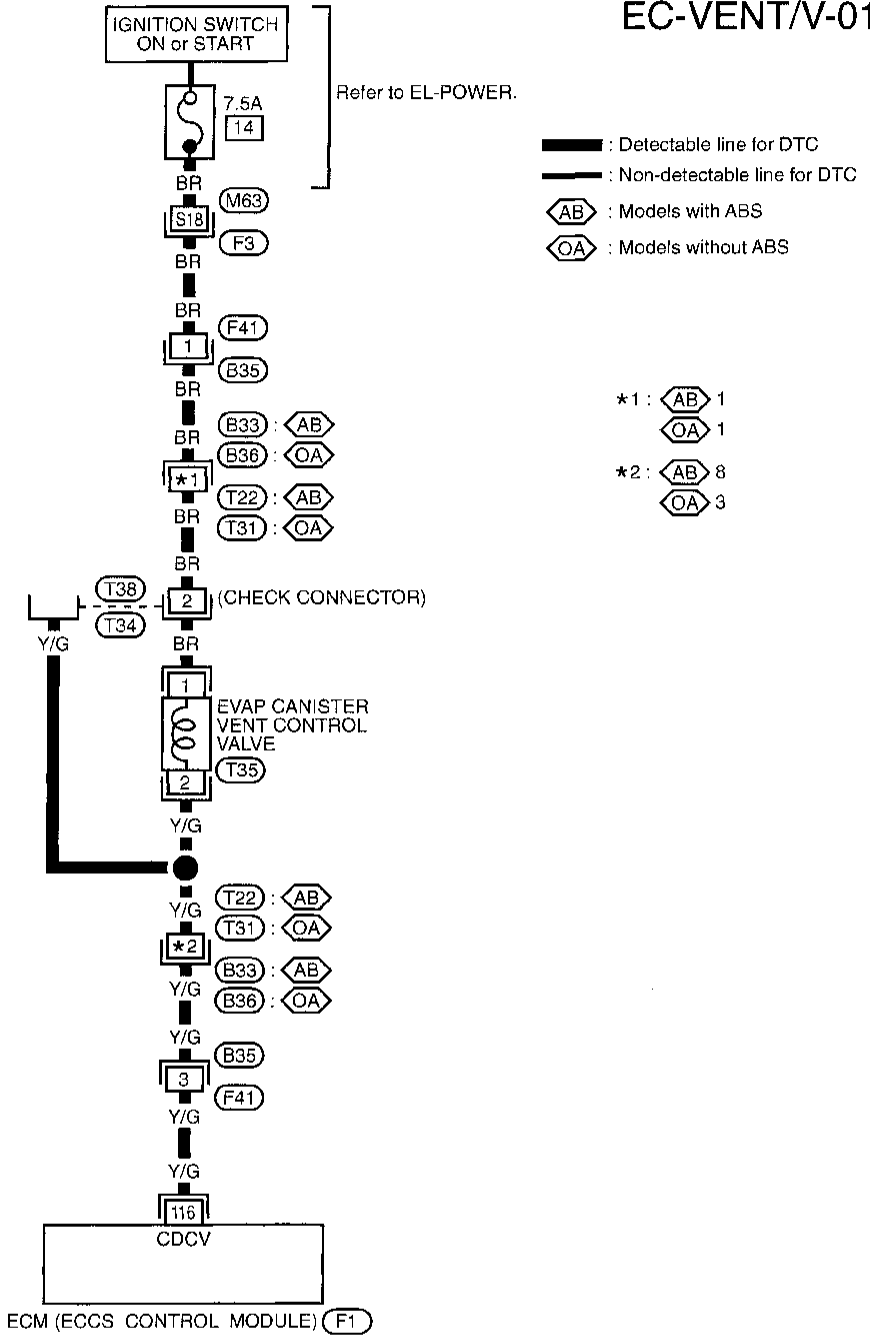 EC-VENT/V-01
IGNITION SWITCH
ON or START
Refer to EL-POWER.
7.5A
14
: Detectable line for DTC
: Non-detectable line for DTC
AB : Models with ABS
OA : Models without ABS
BR
M63
S18
F3
BR
BR
F41
1
B35
BR
*1 : AB 1
OA 1
*2 : AB 8
OA 3
BR
B33 : AB
B36 : OA
*1
T22 : AB
T31 : OA
BR
BR
T38
2
(CHECK CONNECTOR)
T34
Y/G
BR
1
EVAP CANISTER
VENT CONTROL
VALVE
T35
2
Y/G
T22 : AB
T31 : OA
Y/G
*2
B33 : AB
B36 : OA
Y/G
Y/G
B35
3
F41
Y/G
Y/G
116
CDCV
ECM (ECCS CONTROL MODULE) F1